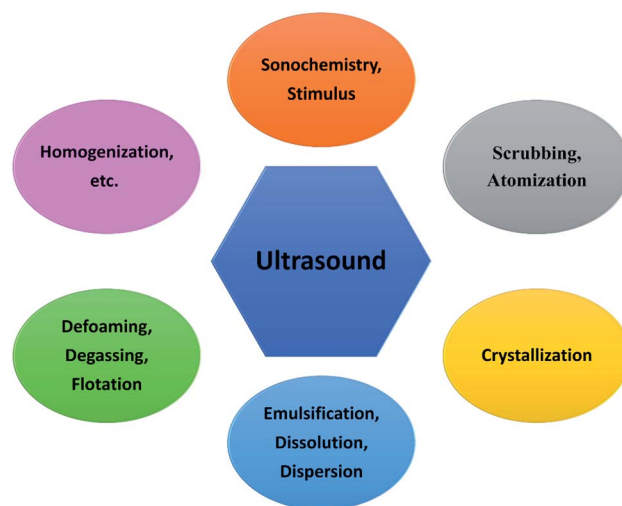 Sonochemistry,
Stimulus
Homogenization,
etc.
Scrubbing,
Atomization
Ultrasound
Defoaming,
Degassing,
Flotation
Crystallization
Emulsification,
Dissolution,
Dispersion